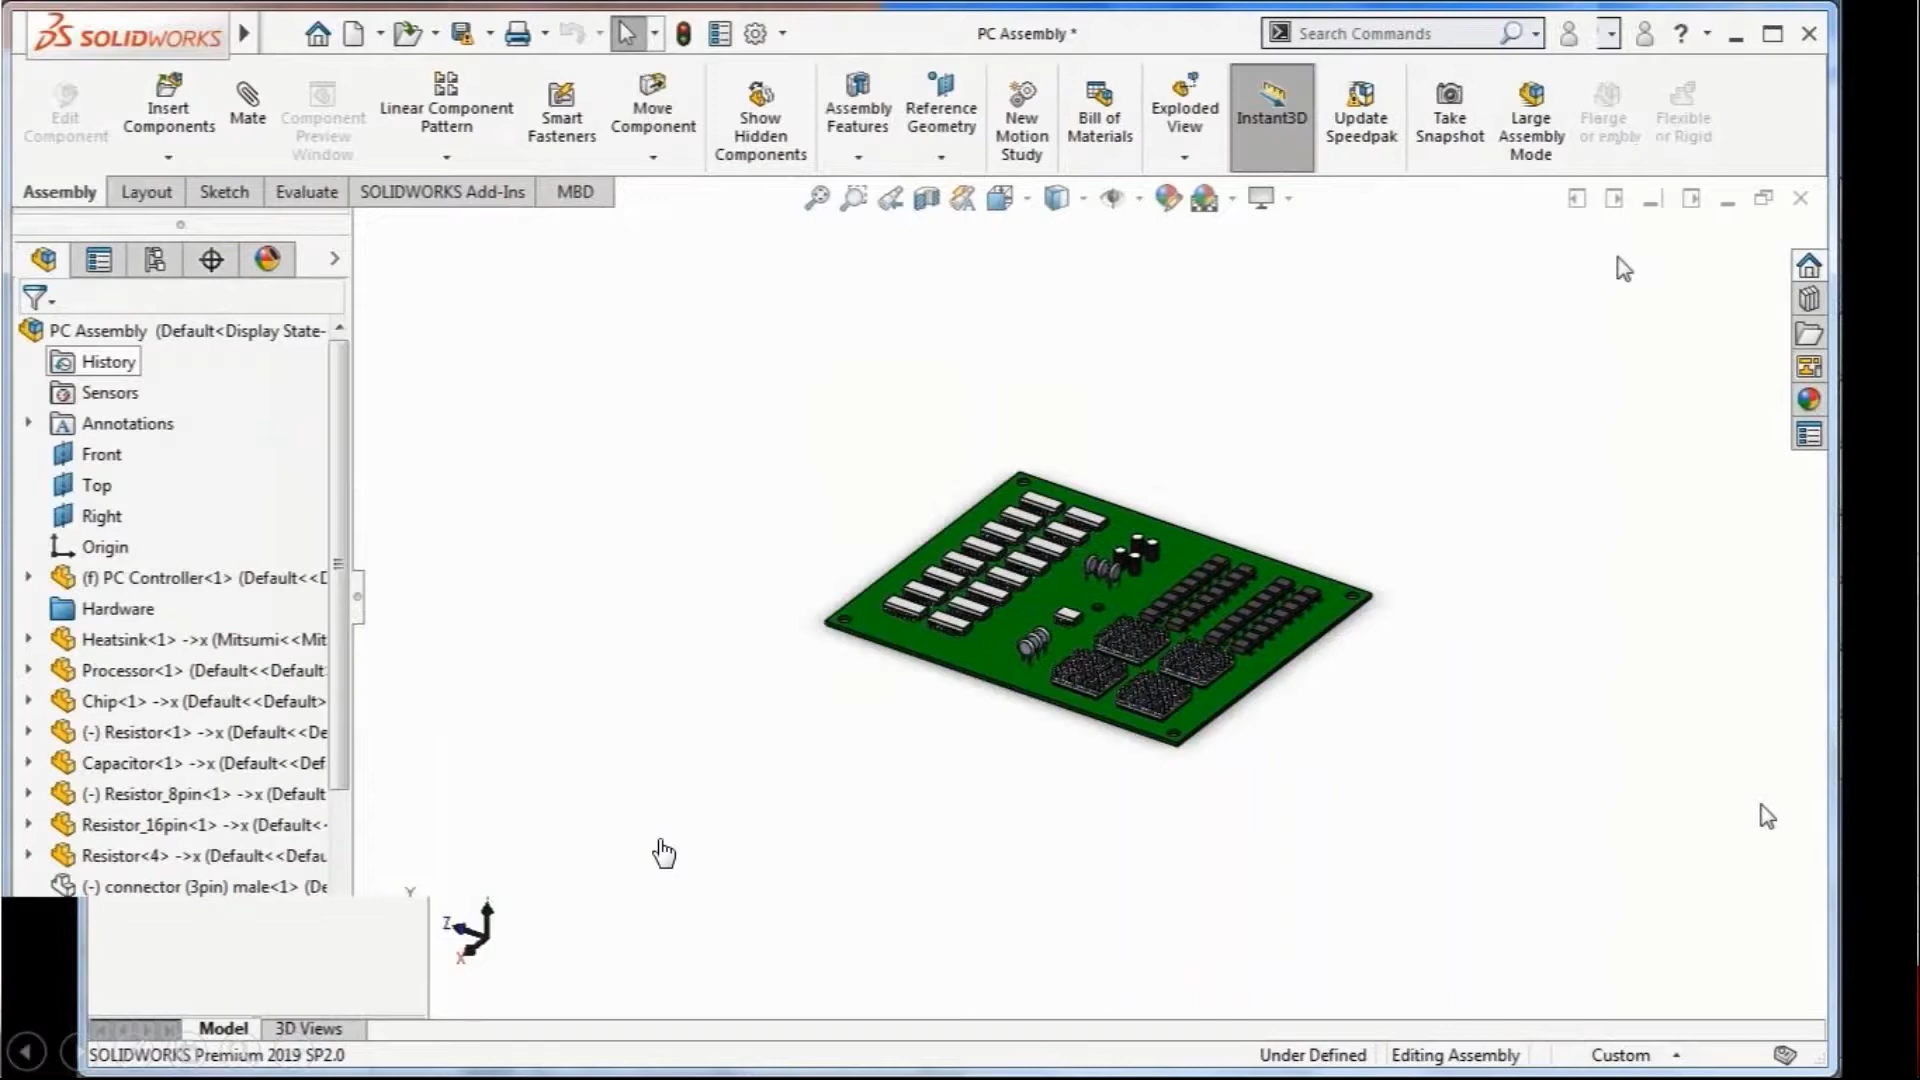 SOLIDWORKS
PC Assembly *
Search Commands
?
Edit
Component
Insert
Components
Mate
Component
Preview
Window
Linear Component
Pattern
Smart
Fasteners
Move
Component
Show
Hidden
Components
Assembly
Features
Reference
Geometry
New
Motion
Study
Bill of
Materials
Exploded
View
Instant3D
Update
Speedpak
Take
Snapshot
Large
Assembly
Mode
Flexible
or Rigid
Assembly
Layout
Sketch
Evaluate
SOLIDWORKS Add-Ins
MBD
PC Assembly (Default<Display State-
History
Sensors
Annotations
Front
Top
Right
Origin
(f) PC Controller<1> (Default<<D
Hardware
Heatsink<1> ->x (Mitsumi<<Mit
Processor<1> (Default<<Default
Chip<1> ->x (Default<<Default>
(-) Resistor<1> ->x (Default<<De
Capacitor<1> ->x (Default<<Def
(-) Resistor_8pin<1> ->x (Default
Resistor_16pin<1> ->x (Default<
Resistor<4> ->x (Default<<Defau
(-) connector (3pin) male<1> (De
Y
Z
X
Model
3D Views
SOLIDWORKS Premium 2019 SP2.0
Under Defined
Editing Assembly
Custom